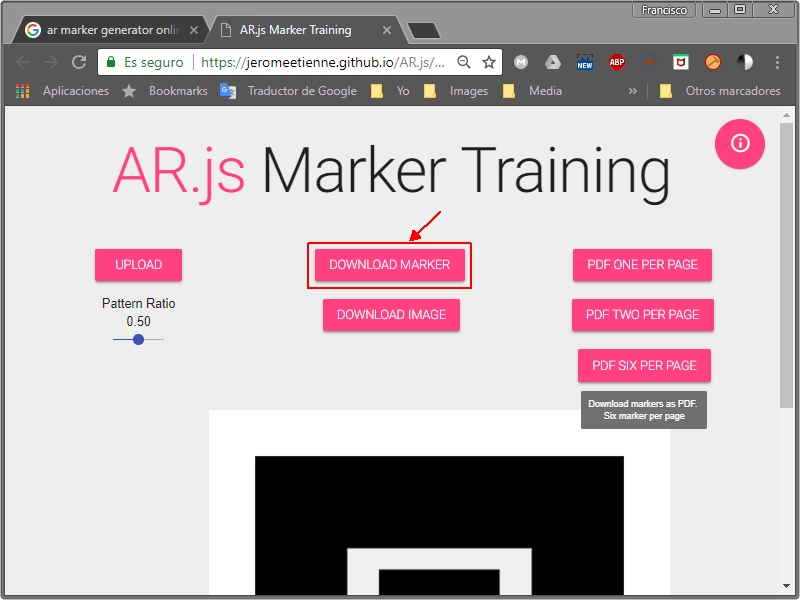 Francisco
ar marker generator onlin
AR.js Marker Training
Es seguro
https://jeromeetienne.github.io/AR.js/...
NEW
ABP
Aplicaciones
Bookmarks
Traductor de Google
Yo
Images
Media
»
Otros marcadores
AR.js Marker Training
UPLOAD
DOWNLOAD MARKER
PDF ONE PER PAGE
Pattern Ratio
0.50
DOWNLOAD IMAGE
PDF TWO PER PAGE
PDF SIX PER PAGE
Download markers as PDF.
Six marker per page